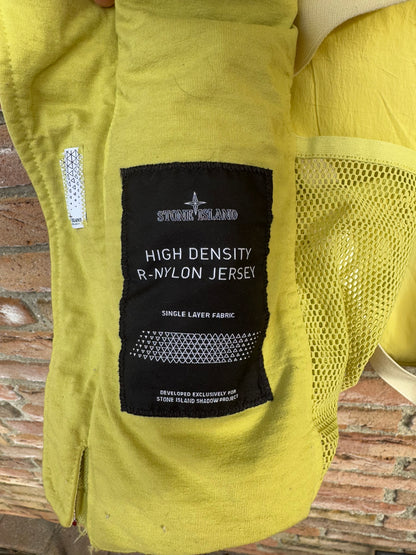 STONE ISLAND
HIGH DENSITY
R-NYLON JERSEY
SINGLE LAYER FABRIC
DEVELOPED EXCLUSIVELY FOR
STONE ISLAND SHADOW PROJECT